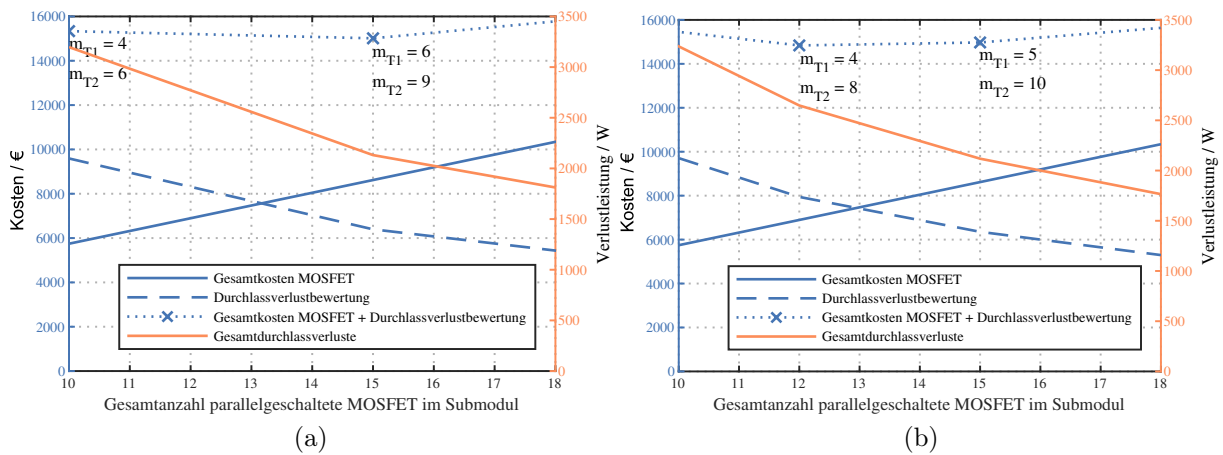 16000
14000
12000
10000
8000
6000
4000
2000
0
Kosten / €
3500
3000
2500
2000
1500
1000
500
0
Verlustleistung / W
m_T1 = 4
m_T2 = 6
m_T1 = 6
m_T2 = 9
Gesamtkosten MOSFET
Durchlassverlustbewertung
Gesamtkosten MOSFET + Durchlassverlustbewertung
Gesamtdurchlassverluste
10 11 12 13 14 15 16 17 18
Gesamtanzahl parallelgeschaltete MOSFET im Submodul
(a)
16000
14000
12000
10000
8000
6000
4000
2000
0
Kosten / €
3500
3000
2500
2000
1500
1000
500
0
Verlustleistung / W
m_T1 = 4
m_T2 = 8
m_T1 = 5
m_T2 = 10
Gesamtkosten MOSFET
Durchlassverlustbewertung
Gesamtkosten MOSFET + Durchlassverlustbewertung
Gesamtdurchlassverluste
10 11 12 13 14 15 16 17 18
Gesamtanzahl parallelgeschaltete MOSFET im Submodul
(b)